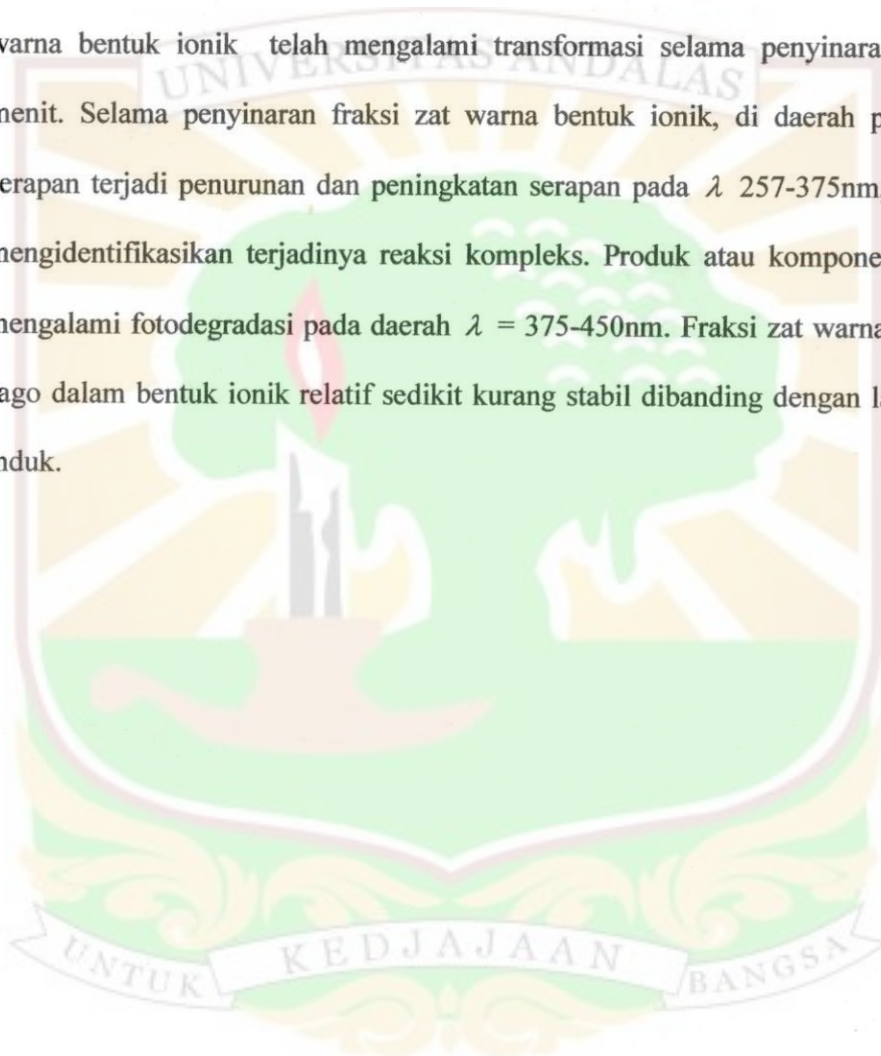 warna bentuk ionik telah mengalami transformasi selama penyinara
UNIVERSITAS ANDALAS
menit. Selama penyinaran fraksi zat warna bentuk ionik, di daerah p
erapan terjadi penurunan dan peningkatan serapan pada λ 257-375nm.
mengidentifikasikan terjadinya reaksi kompleks. Produk atau kompone
mengalami fotodegradasi pada daerah λ = 375-450nm. Fraksi zat warna
ago dalam bentuk ionik relatif sedikit kurang stabil dibanding dengan l
nduk.
UNTUK KEDJAJAAN BANGSA